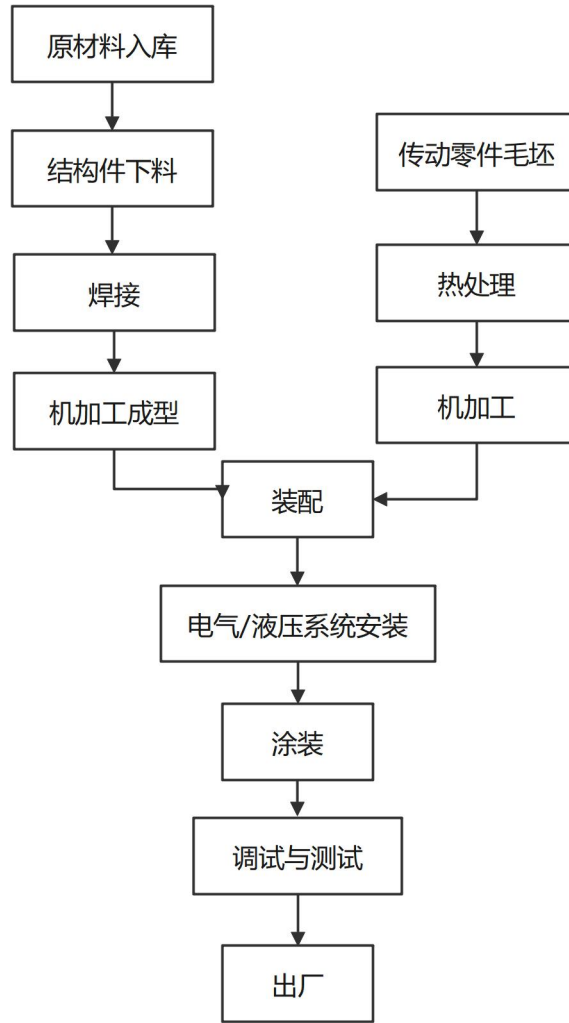 原材料入库
结构件下料
焊接
机加工成型
传动零件毛坯
热处理
机加工
装配
电气/液压系统安装
涂装
调试与测试
出厂